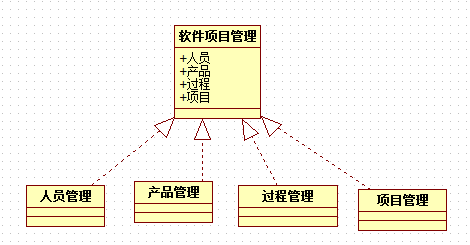 软件项目管理
+人员
+产品
+过程
+项目
人员管理
产品管理
过程管理
项目管理